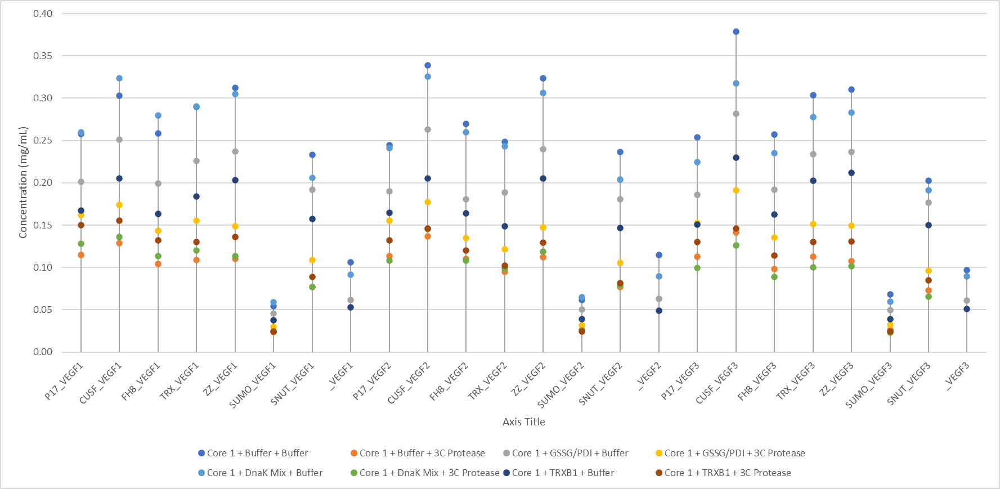 0.40
0.35
0.30
0.25
0.20
0.15
0.10
0.05
0.00
Concentration (mg/mL)
P17_VEGF1
CUSF_VEGF1
FH8_VEGF1
TRX_VEGF1
ZZ_VEGF1
SUMO_VEGF1
SNUT_VEGF1
_VEGF1
P17_VEGF2
CUSF_VEGF2
FH8_VEGF2
TRX_VEGF2
ZZ_VEGF2
SUMO_VEGF2
SNUT_VEGF2
_VEGF2
P17_VEGF3
CUSF_VEGF3
FH8_VEGF3
TRX_VEGF3
ZZ_VEGF3
SUMO_VEGF3
SNUT_VEGF3
_VEGF3
Axis Title
Core 1 + Buffer + Buffer
Core 1 + Buffer + 3C Protease
Core 1 + GSSG/PDI + Buffer
Core 1 + GSSG/PDI + 3C Protease
Core 1 + DnaK Mix + Buffer
Core 1 + DnaK Mix + 3C Protease
Core 1 + TRXB1 + Buffer
Core 1 + TRXB1 + 3C Protease